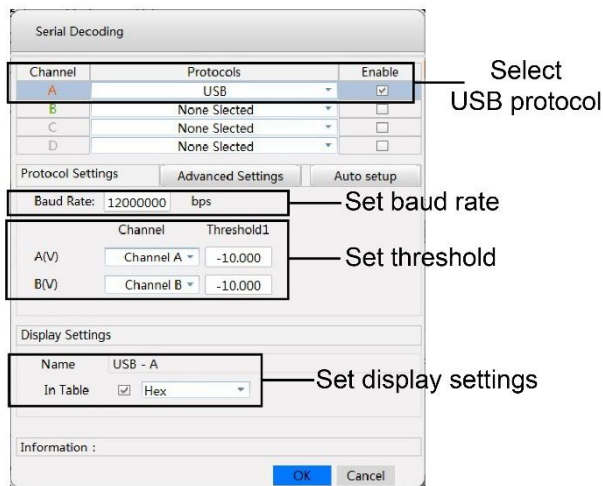 Serial Decoding
Channel Protocols Enable
A USB
B None Slected
C None Slected
D None Slected
Select
USB protocol
Protocol Settings Advanced Settings Auto setup
Baud Rate: 12000000 bps
Set baud rate
Channel Threshold1
A(V) Channel A -10.000
B(V) Channel B -10.000
Set threshold
Display Settings
Name USB - A
In Table Hex
Set display settings
Information :
OK Cancel